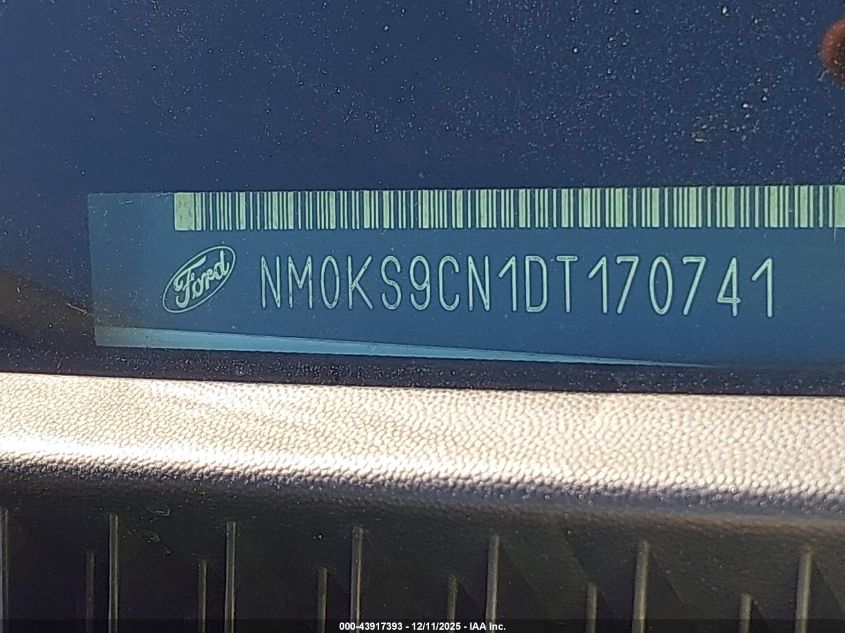 Ford NM0KS9CN1DT170741
000-43917393 - 12/11/2025 - IAA Inc.